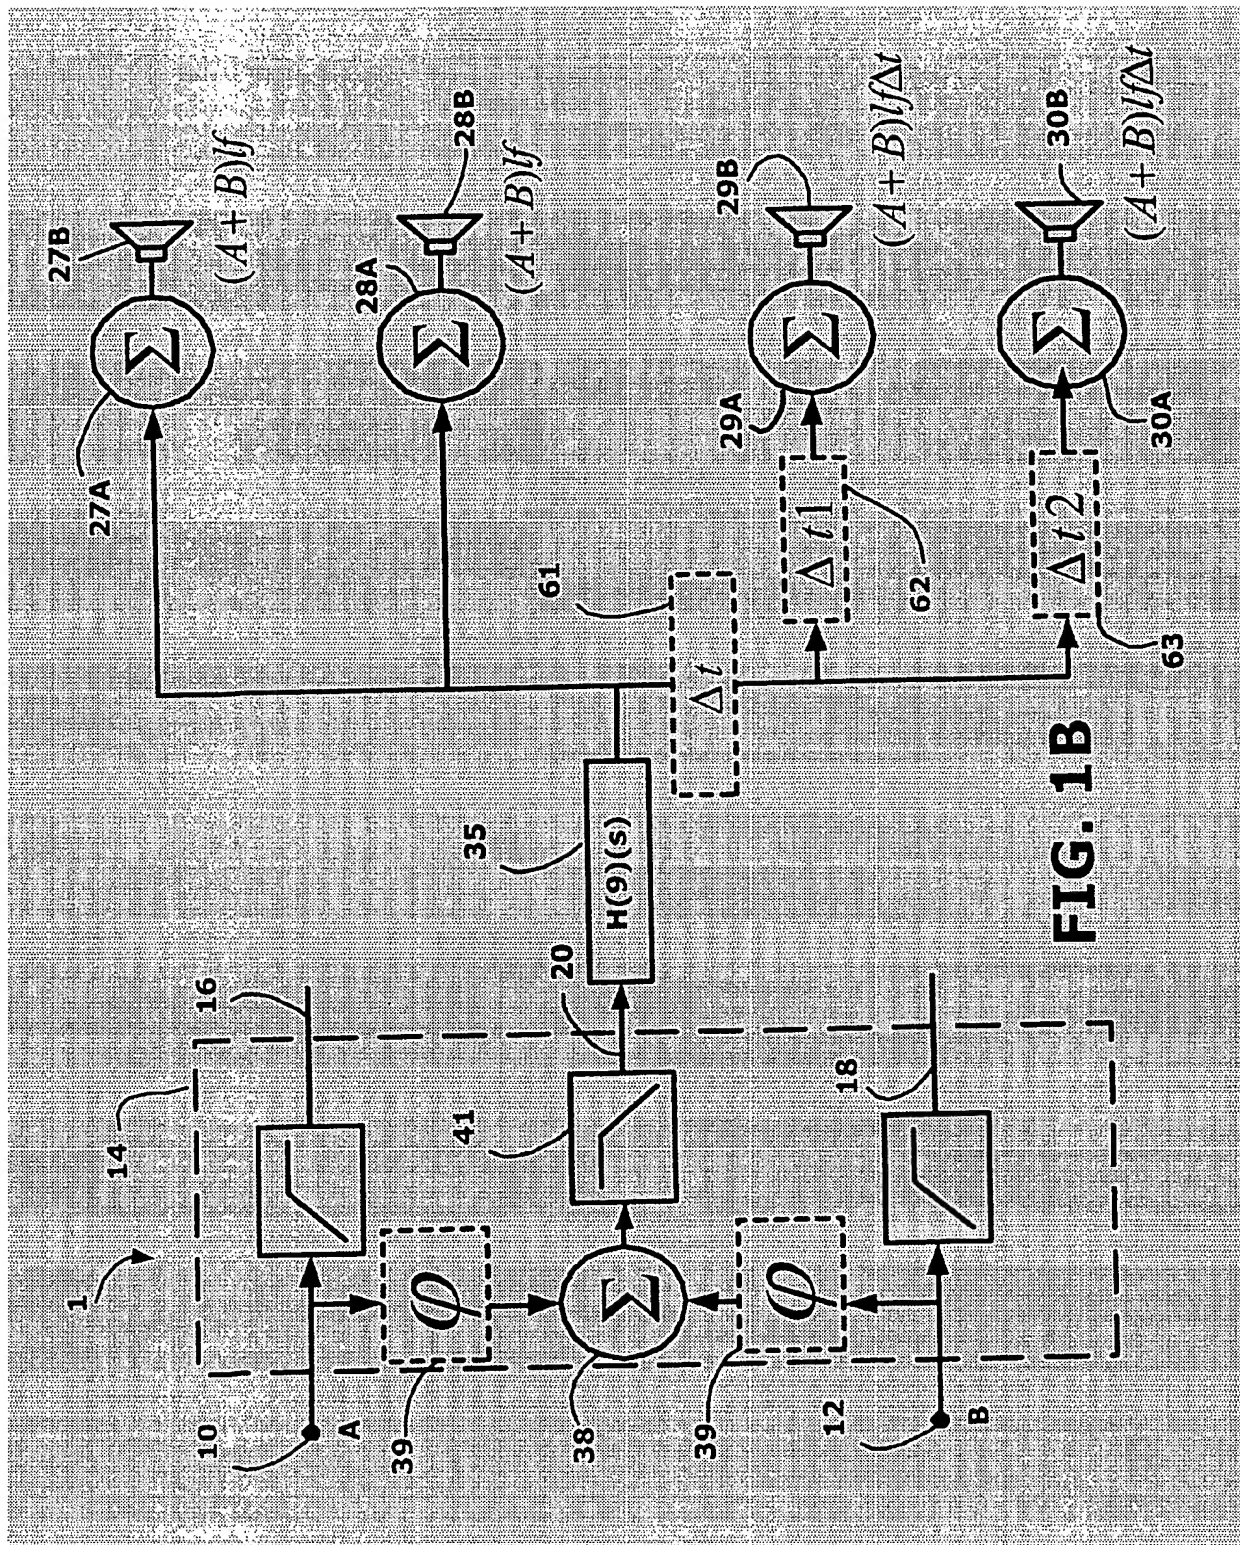 1
14
10
A
16
39
φ
38
Σ
41
20
35
H(9)(s)
39
φ
12
B
18
27A
Σ
27B
(A+B)lf
28A
Σ
28B
(A+B)lf
61
Δt
Δt1
62
29A
Σ
29B
(A+B)lfΔt
Δt2
63
30A
Σ
30B
(A+B)lfΔt
FIG. 1B